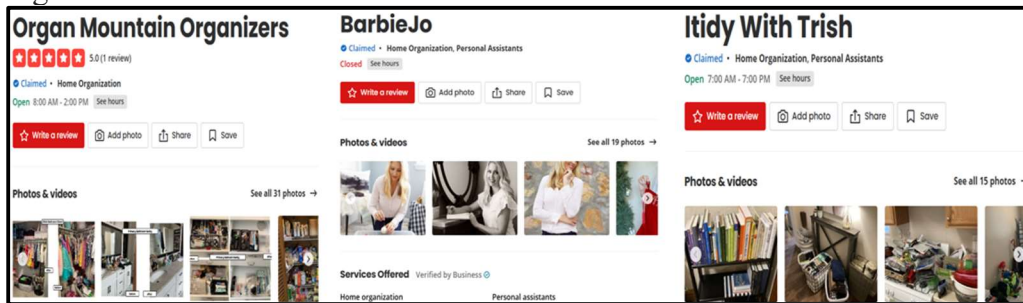 Organ Mountain Organizers
5.0 (1 review)
Claimed • Home Organization
Open 8:00 AM - 2:00 PM See hours
Write a review Add photo Share Save
Photos & videos See all 31 photos →
BarbieJo
Claimed • Home Organization, Personal Assistants
Closed See hours
Write a review Add photo Share Save
Photos & videos See all 19 photos →
Services Offered Verified by Business
Home organization Personal assistants
Itidy With Trish
Claimed • Home Organization, Personal Assistants
Open 7:00 AM - 7:00 PM See hours
Write a review Add photo Share Save
Photos & videos See all 15 photos